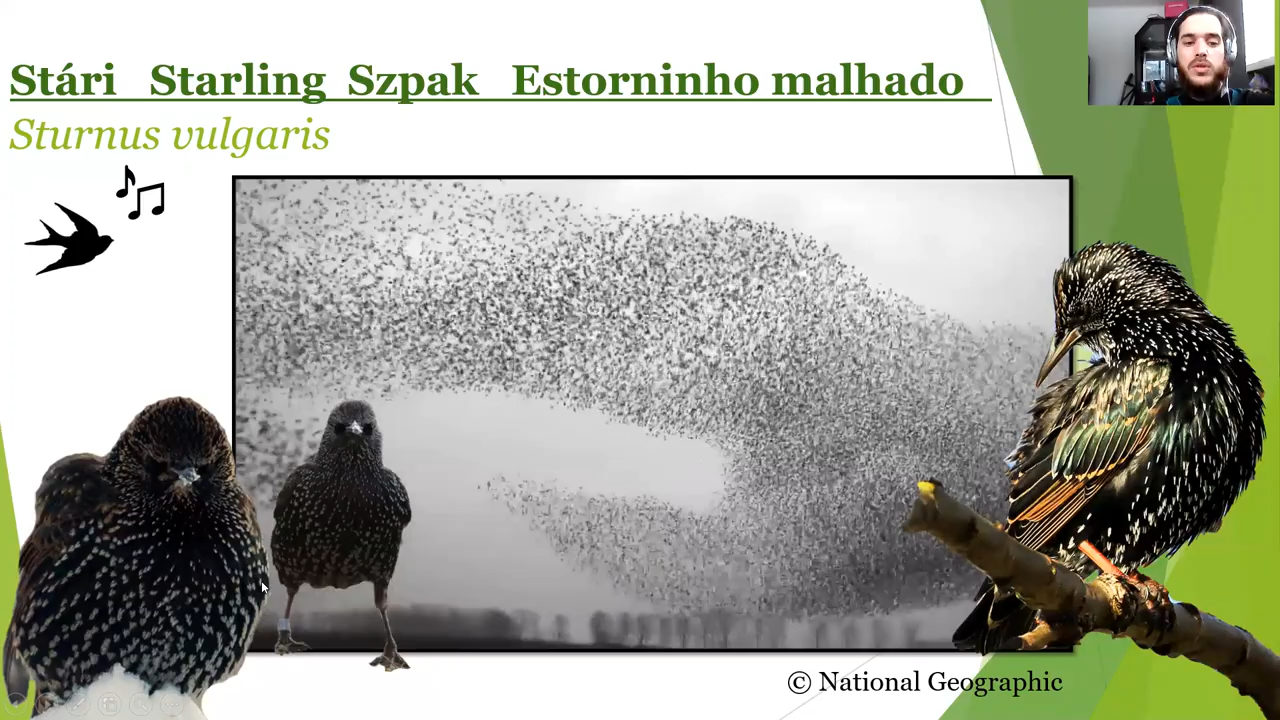 Stári Starling Szpak Estorninho malhado
Sturnus vulgaris
© National Geographic